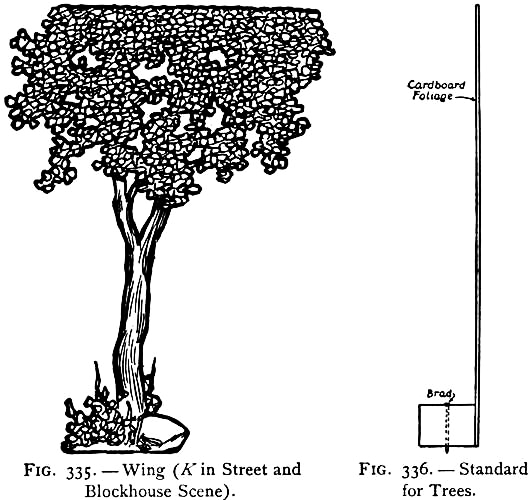 Cardboard
Foliage
Brad
FIG. 335. — Wing (K in Street and
Blockhouse Scene).
FIG. 336. — Standard
for Trees.